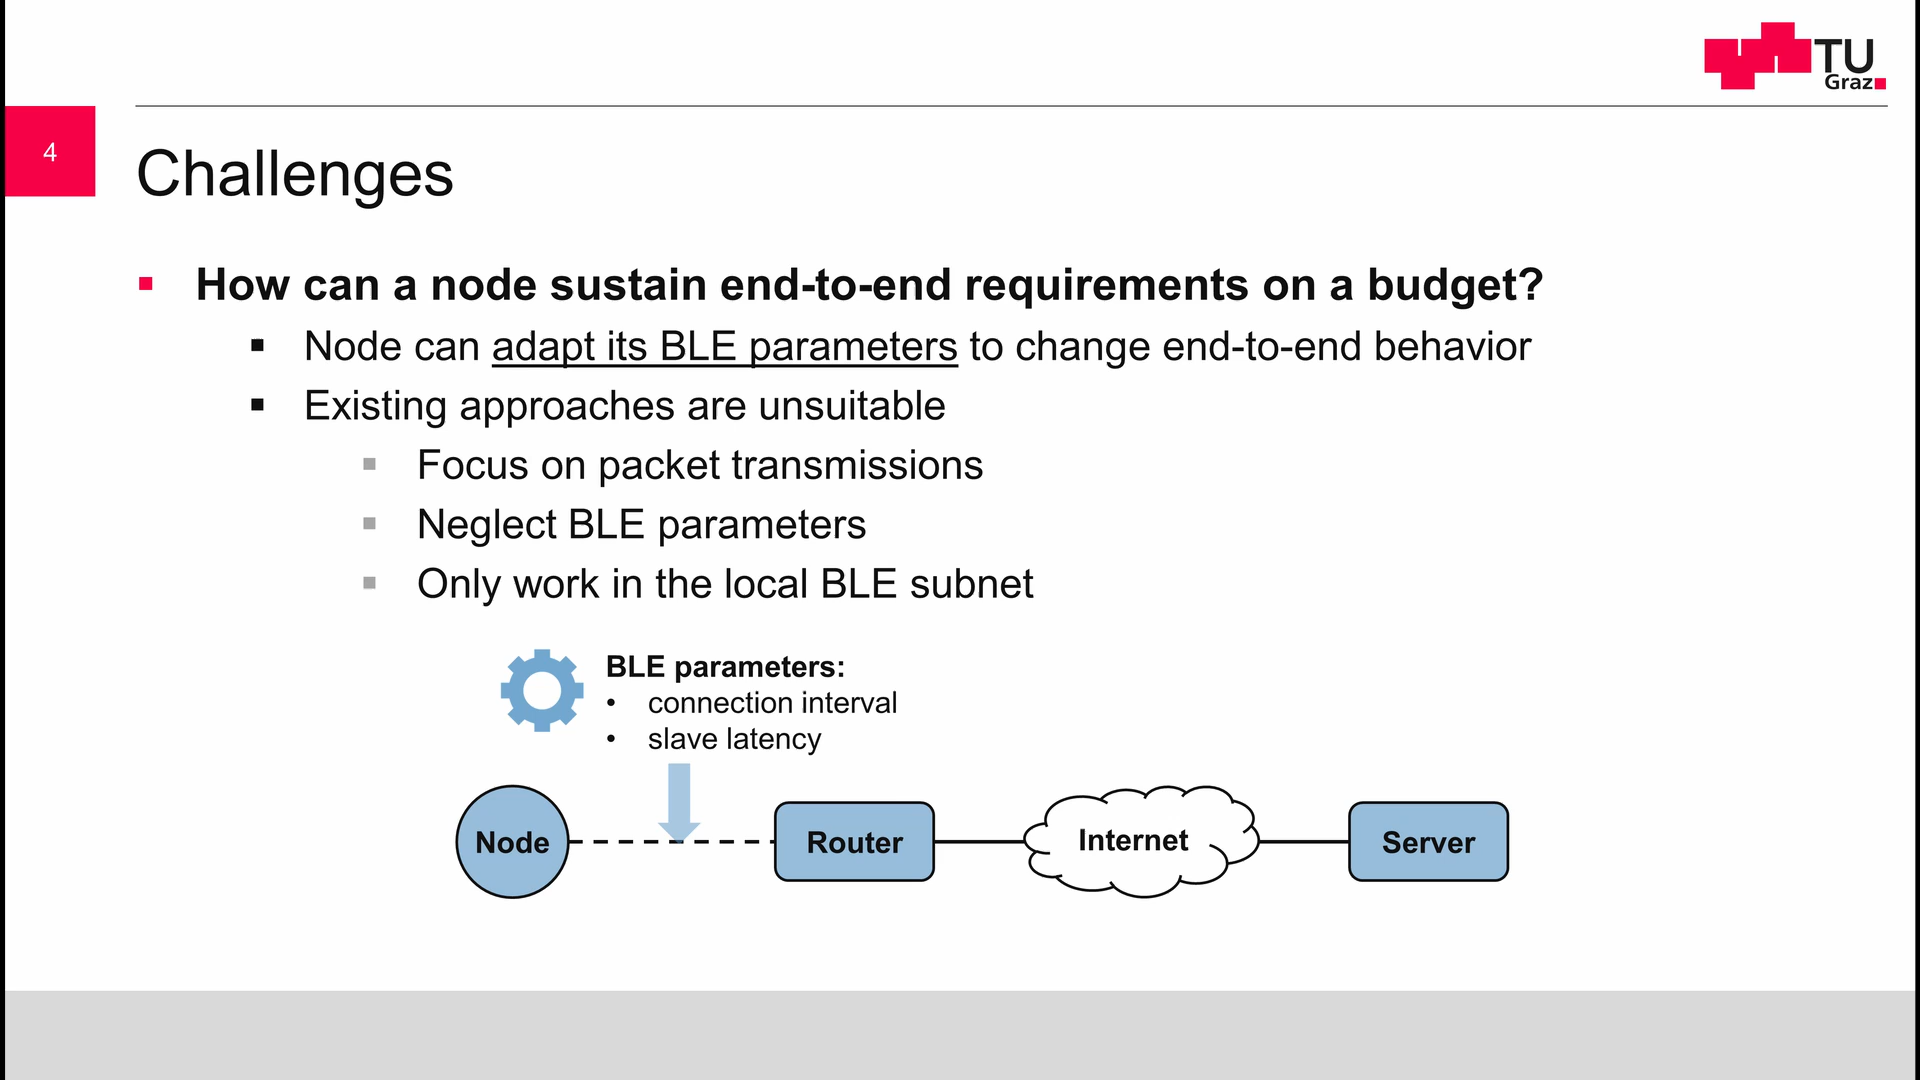 TU
Graz
4
Challenges
How can a node sustain end-to-end requirements on a budget?
Node can adapt its BLE parameters to change end-to-end behavior
Existing approaches are unsuitable
Focus on packet transmissions
Neglect BLE parameters
Only work in the local BLE subnet
BLE parameters:
• connection interval
• slave latency
Node
Router
Internet
Server